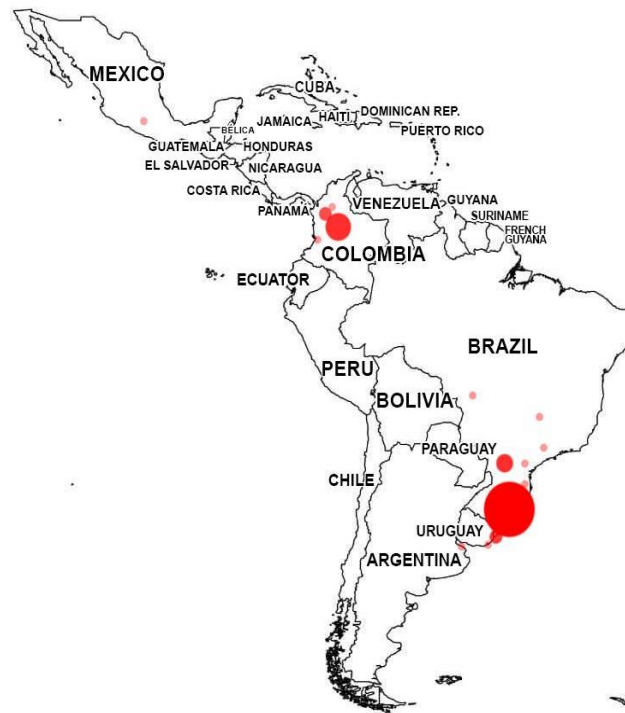 MEXICO
CUBA
BELICA
JAMAICA
HAITI
DOMINICAN REP.
PUERTO RICO
GUATEMALA
HONDURAS
EL SALVADOR
NICARAGUA
COSTA RICA
PANAMA
VENEZUELA
GUYANA
SURINAME
FRENCH
GUYANA
COLOMBIA
ECUADOR
BRAZIL
PERU
BOLIVIA
PARAGUAY
CHILE
URUGUAY
ARGENTINA